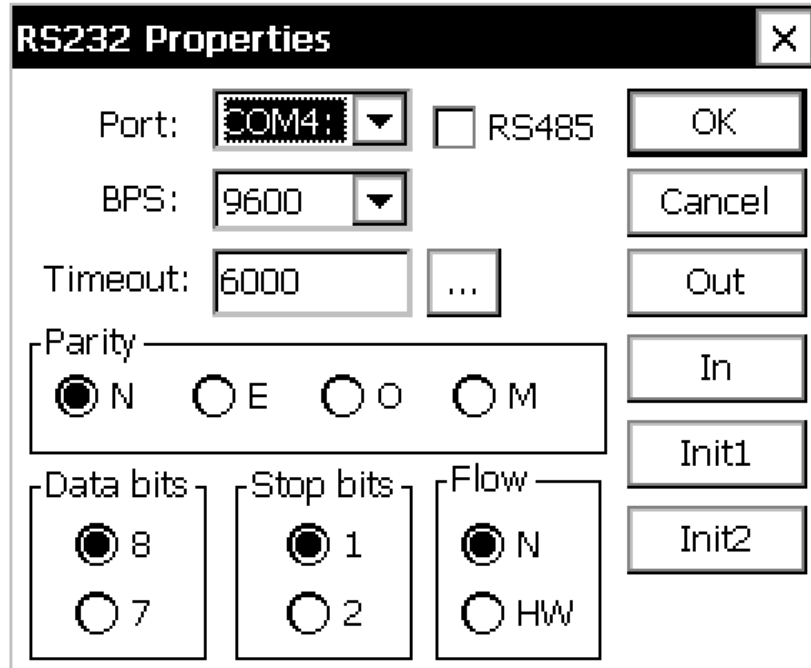 RS232 Properties
Port: COM4: RS485 OK
BPS: 9600 Cancel
Timeout: 6000 ... Out
Parity
N E O M
In
Init1
Data bits Stop bits Flow
8 1 N
Init2
7 2 HW